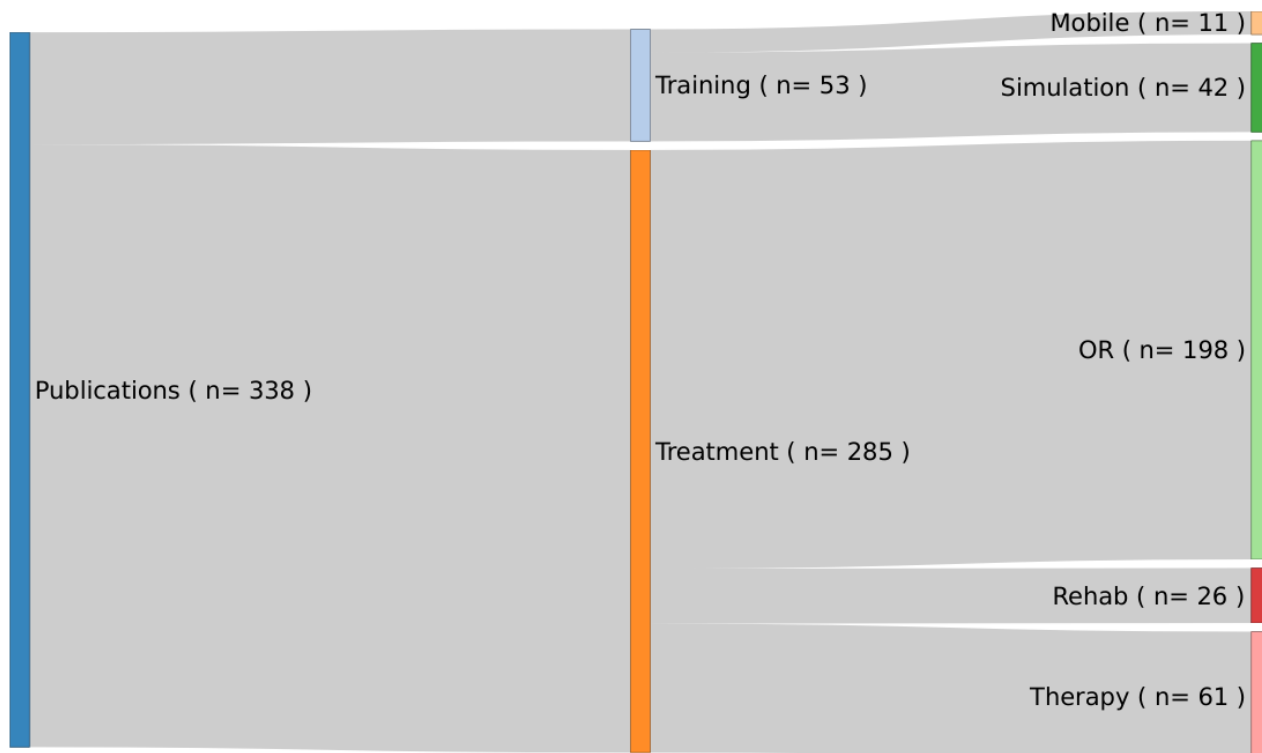 Mobile ( n= 11 )
Training ( n= 53 )
Simulation ( n= 42 )
OR ( n= 198 )
Publications ( n= 338 )
Treatment ( n= 285 )
Rehab ( n= 26 )
Therapy ( n= 61 )